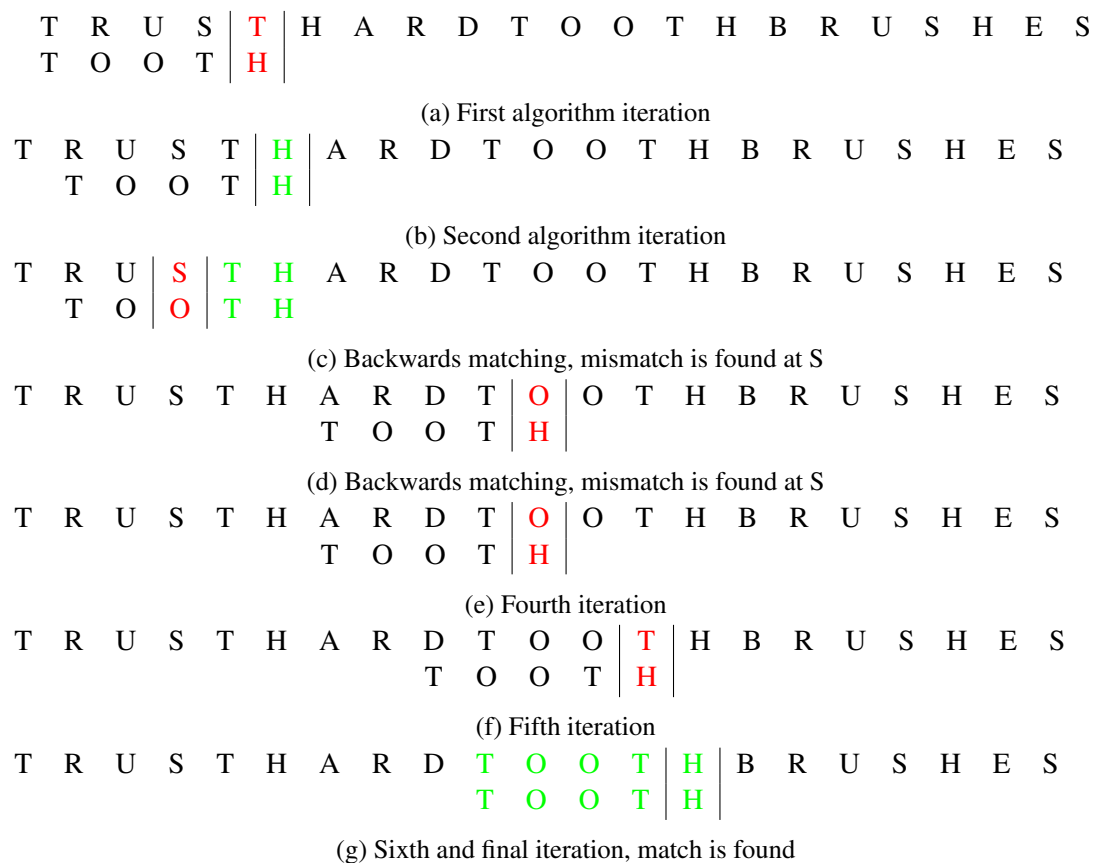 T R U S T H A R D T O O T H B R U S H E S
T O O T H
(a) First algorithm iteration
T R U S T H A R D T O O T H B R U S H E S
T O O T H
(b) Second algorithm iteration
T R U S T H A R D T O O T H B R U S H E S
T O O T H
(c) Backwards matching, mismatch is found at S
T R U S T H A R D T O O T H B R U S H E S
T O O T H
(d) Backwards matching, mismatch is found at S
T R U S T H A R D T O O T H B R U S H E S
T O O T H
(e) Fourth iteration
T R U S T H A R D T O O T H B R U S H E S
T O O T H
(f) Fifth iteration
T R U S T H A R D T O O T H B R U S H E S
T O O T H
(g) Sixth and final iteration, match is found